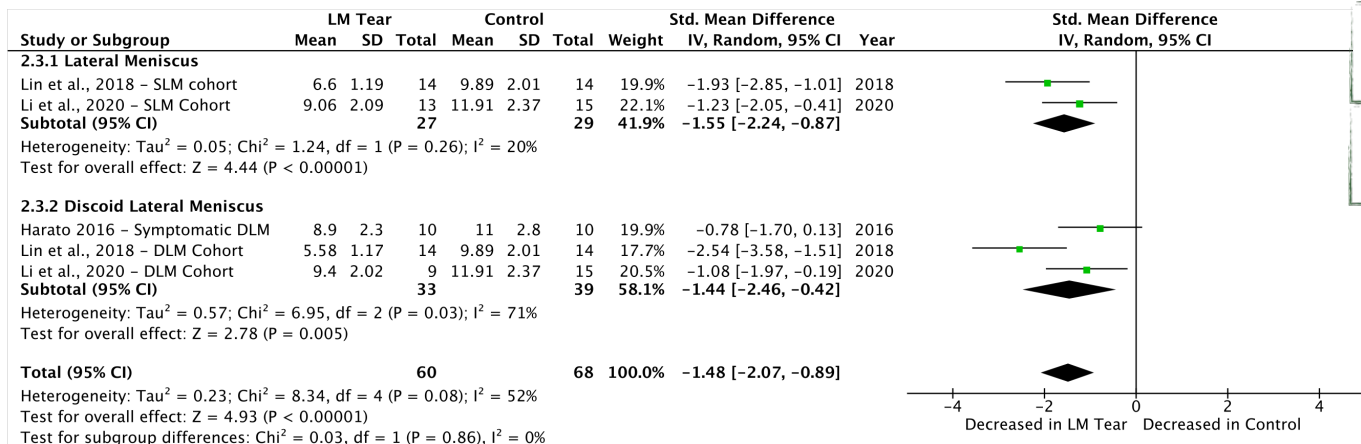 LM Tear Control Std. Mean Difference Std. Mean Difference
Study or Subgroup Mean SD Total Mean SD Total Weight IV, Random, 95% CI Year IV, Random, 95% CI
2.3.1 Lateral Meniscus
Lin et al., 2018 – SLM cohort 6.6 1.19 14 9.89 2.01 14 19.9% −1.93 [−2.85, −1.01] 2018
Li et al., 2020 – SLM Cohort 9.06 2.09 13 11.91 2.37 15 22.1% −1.23 [−2.05, −0.41] 2020
Subtotal (95% CI) 27 29 41.9% −1.55 [−2.24, −0.87]
Heterogeneity: Tau² = 0.05; Chi² = 1.24, df = 1 (P = 0.26); I² = 20%
Test for overall effect: Z = 4.44 (P < 0.00001)
2.3.2 Discoid Lateral Meniscus
Harato 2016 – Symptomatic DLM 8.9 2.3 10 11 2.8 10 19.9% −0.78 [−1.70, 0.13] 2016
Lin et al., 2018 – DLM Cohort 5.58 1.17 14 9.89 2.01 14 17.7% −2.54 [−3.58, −1.51] 2018
Li et al., 2020 – DLM Cohort 9.4 2.02 9 11.91 2.37 15 20.5% −1.08 [−1.97, −0.19] 2020
Subtotal (95% CI) 33 39 58.1% −1.44 [−2.46, −0.42]
Heterogeneity: Tau² = 0.57; Chi² = 6.95, df = 2 (P = 0.03); I² = 71%
Test for overall effect: Z = 2.78 (P = 0.005)
Total (95% CI) 60 68 100.0% −1.48 [−2.07, −0.89]
Heterogeneity: Tau² = 0.23; Chi² = 8.34, df = 4 (P = 0.08); I² = 52%
Test for overall effect: Z = 4.93 (P < 0.00001)
Test for subgroup differences: Chi² = 0.03, df = 1 (P = 0.86), I² = 0%
−4 −2 0 2 4
Decreased in LM Tear Decreased in Control